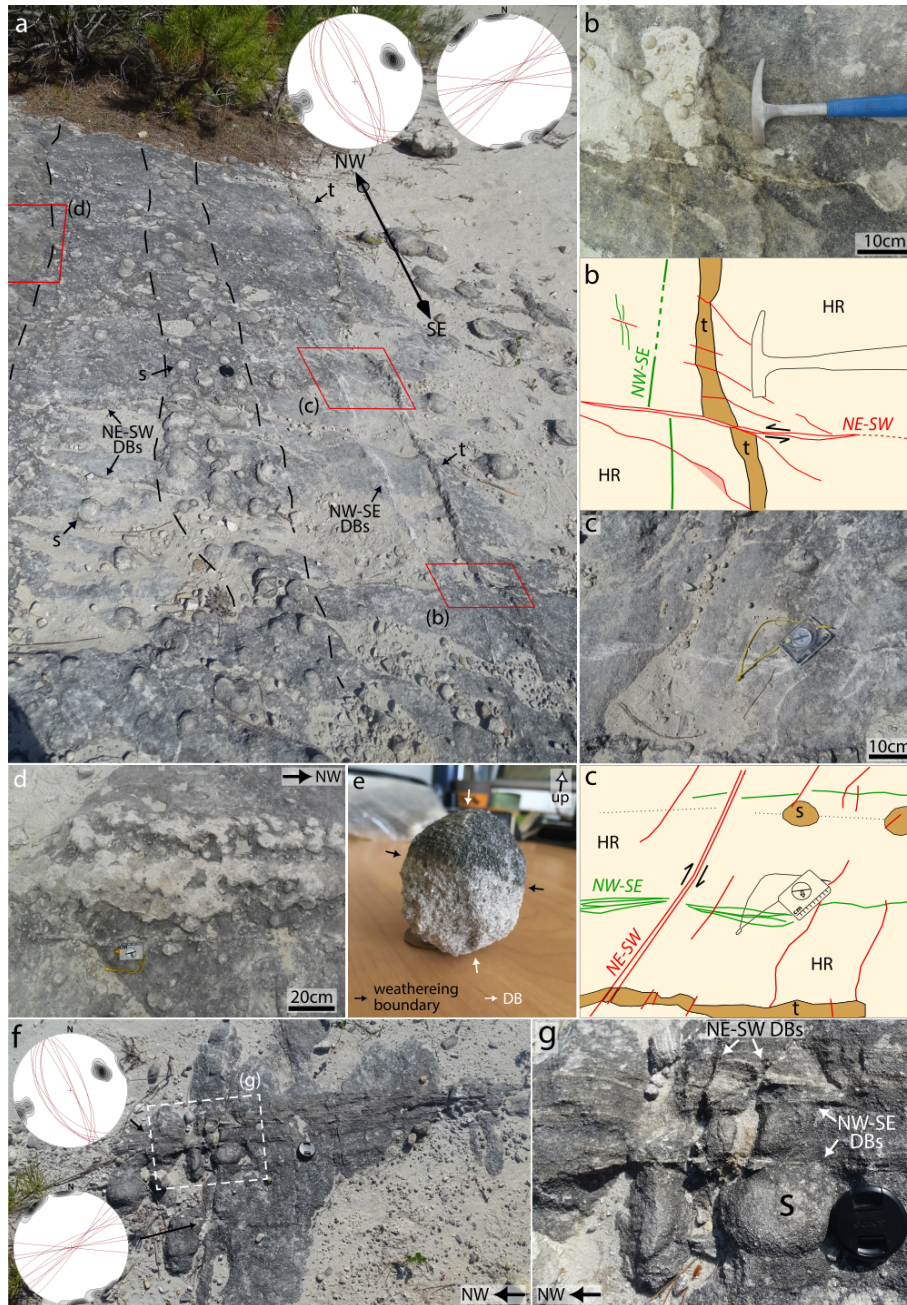 a
N
N
NW
t
(d)
SE
s
(c)
NE-SW
DBs
t
NW-SE
DBs
s
(b)
b
10cm
b
HR
t
NW-SE
NE-SW
t
HR
c
10cm
d
NW
20cm
e
up
weathereing
boundary
DB
c
s
HR
NW-SE
cm
NE-SW
HR
t
f
N
(g)
N
NW
g
NE-SW DBs
NW-SE
DBs
S
NW